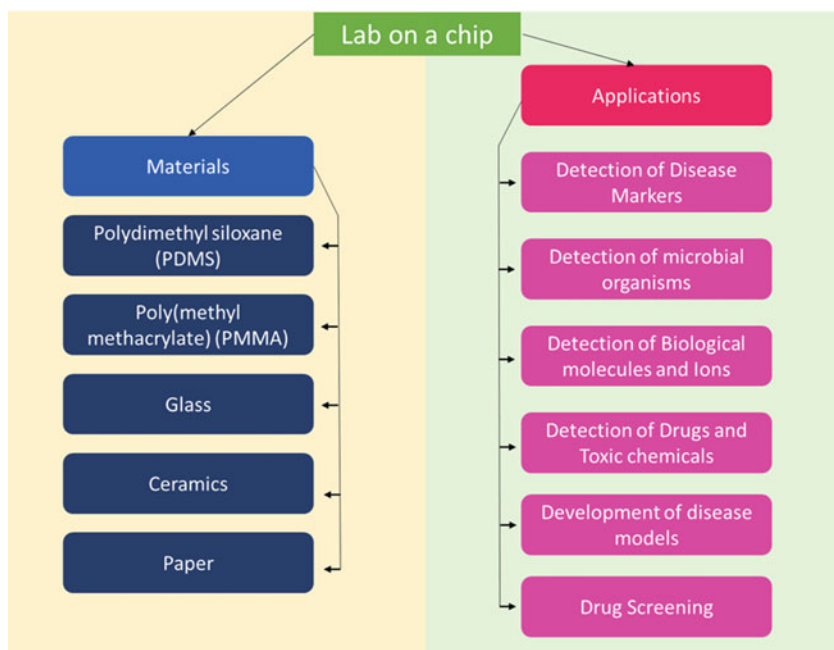 Lab on a chip
Materials
Polydimethyl siloxane
(PDMS)
Poly(methyl
methacrylate) (PMMA)
Glass
Ceramics
Paper
Applications
Detection of Disease
Markers
Detection of microbial
organisms
Detection of Biological
molecules and Ions
Detection of Drugs and
Toxic chemicals
Development of disease
models
Drug Screening